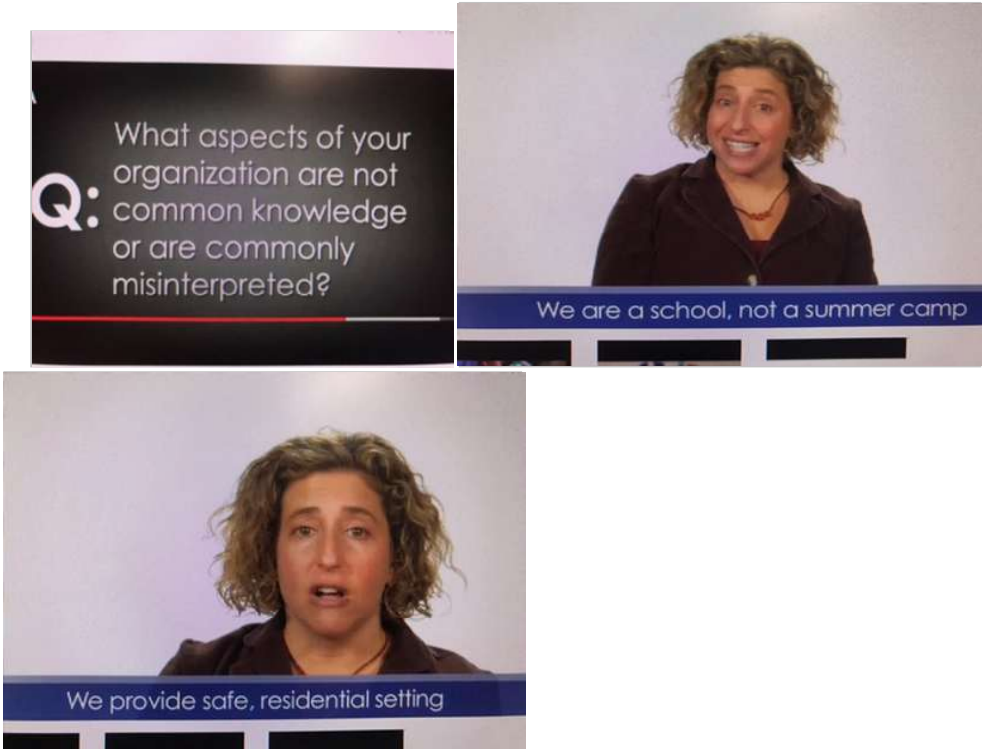 What aspects of your
Q: organization are not
common knowledge
or are commonly
misinterpreted?
We are a school, not a summer camp
We provide safe, residential setting